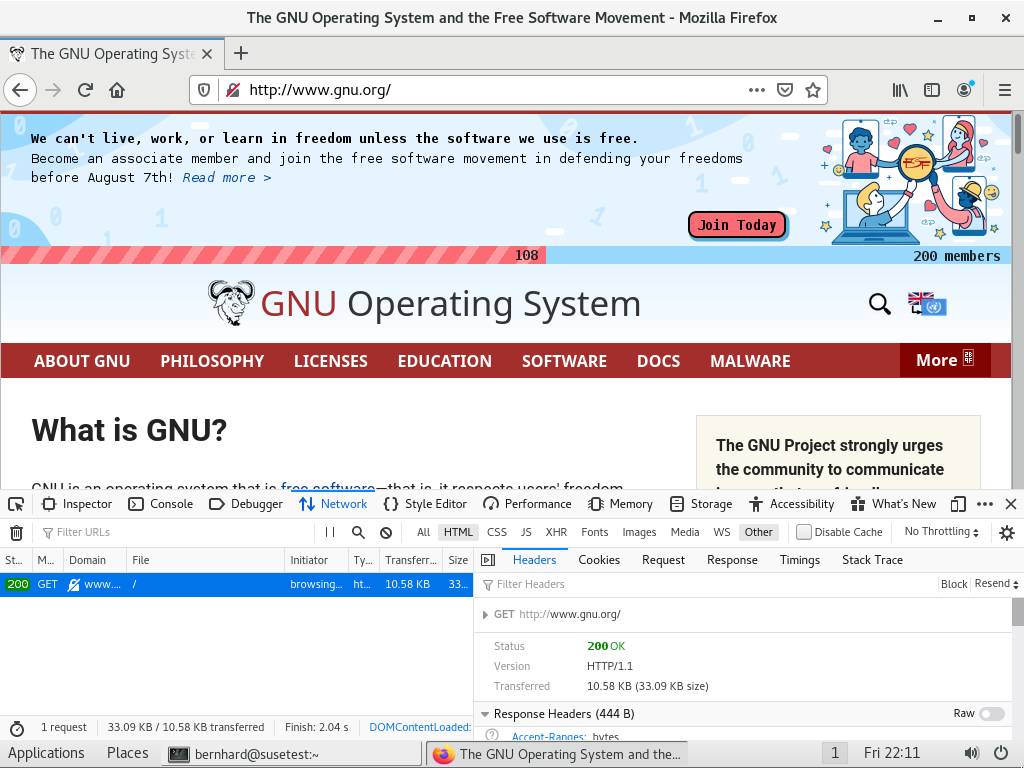 The GNU Operating System and the Free Software Movement - Mozilla Firefox
The GNU Operating Syste
http://www.gnu.org/
We can't live, work, or learn in freedom unless the software we use is free.
Become an associate member and join the free software movement in defending your freedoms
before August 7th! Read more >
Join Today
108
200 members
GNU Operating System
ABOUT GNU PHILOSOPHY LICENSES EDUCATION SOFTWARE DOCS MALWARE More
What is GNU?
GNU is an operating system that is free software—that is, it respects users' freedom.
The GNU Project strongly urges
the community to communicate
Inspector Console Debugger Network Style Editor Performance Memory Storage Accessibility What's New
Filter URLs All HTML CSS JS XHR Fonts Images Media WS Other Disable Cache No Throttling
St... M... Domain File Initiator Ty... Transferr... Size
200 GET www.... / browsing... ht... 10.58 KB 33...
Headers Cookies Request Response Timings Stack Trace
Filter Headers Block Resend
GET http://www.gnu.org/
Status 200 OK
Version HTTP/1.1
Transferred 10.58 KB (33.09 KB size)
Response Headers (444 B) Raw
Accept-Ranges: bytes
1 request 33.09 KB / 10.58 KB transferred Finish: 2.04 s DOMContentLoaded:
Applications Places bernhard@susetest:~ The GNU Operating System and the... 1 Fri 22:11